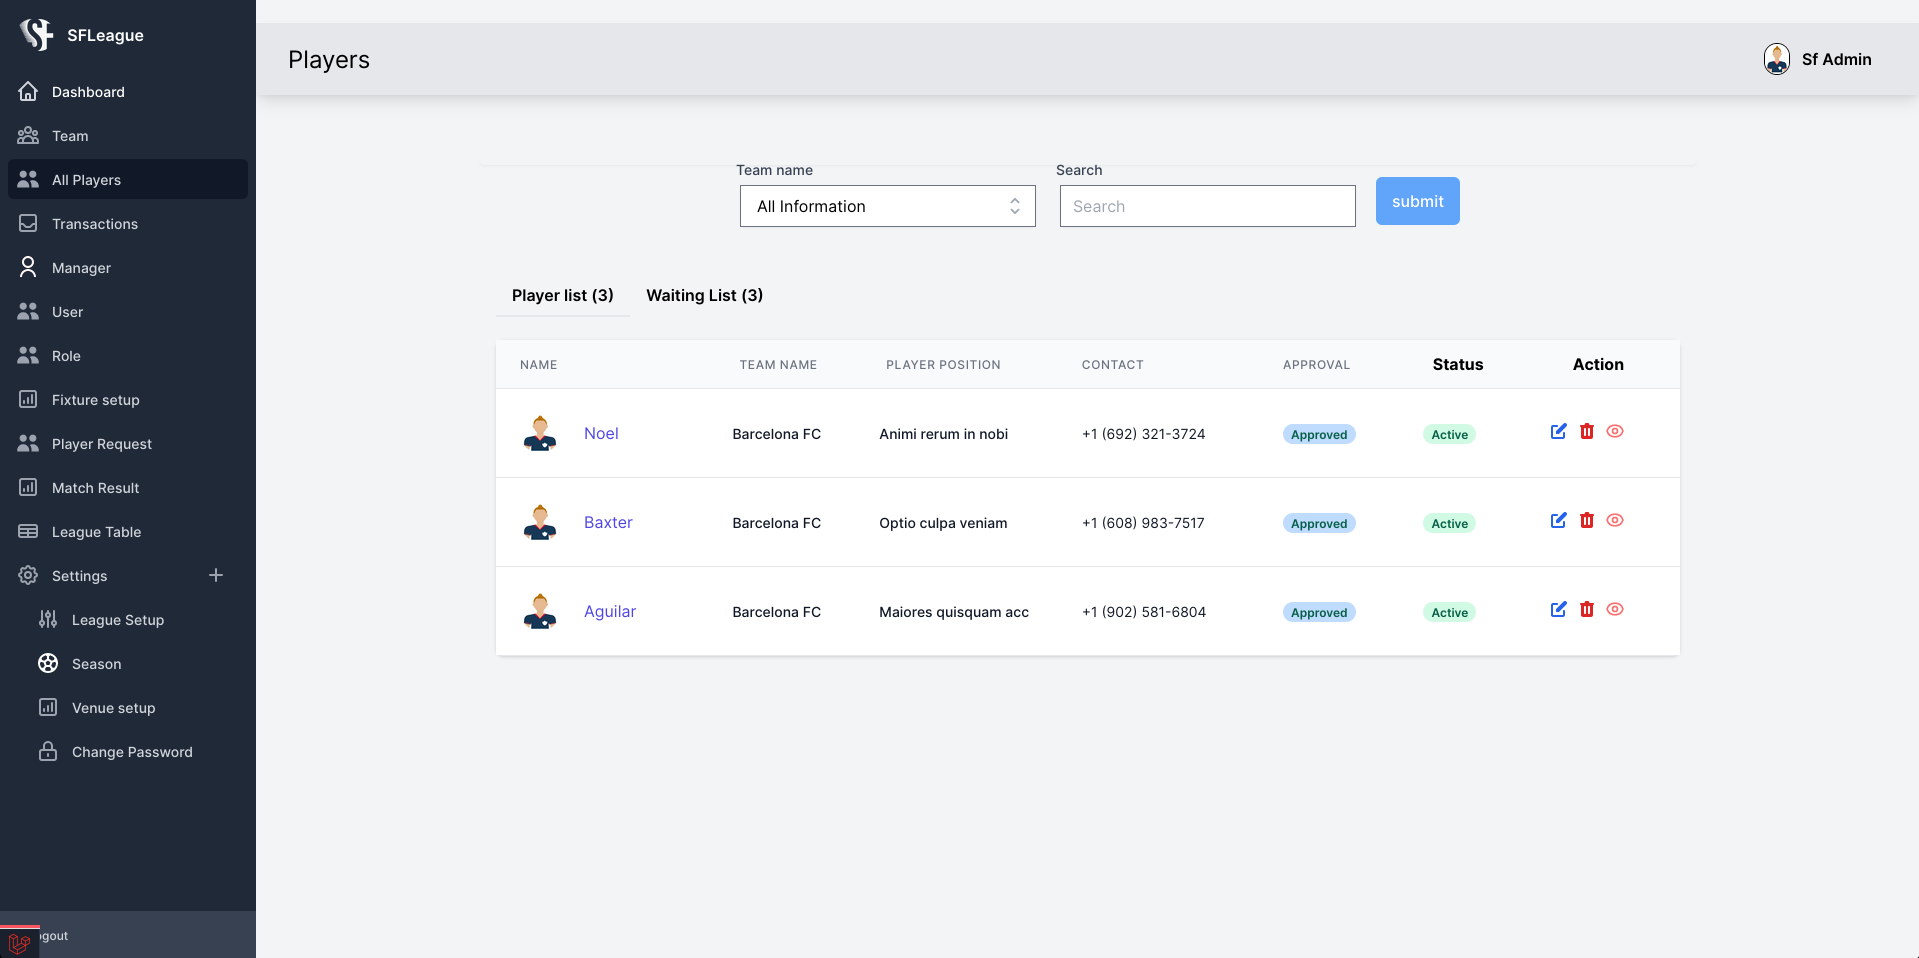 SFLeague
Dashboard
Team
All Players
Transactions
Manager
User
Role
Fixture setup
Player Request
Match Result
League Table
Settings
League Setup
Season
Venue setup
Change Password
Players
Sf Admin
Team name
Search
All Information
Search
submit
Player list (3)
Waiting List (3)
NAME TEAM NAME PLAYER POSITION CONTACT APPROVAL Status Action
Noel Barcelona FC Animi rerum in nobi +1 (692) 321-3724 Approved Active
Baxter Barcelona FC Optio culpa veniam +1 (608) 983-7517 Approved Active
Aguilar Barcelona FC Maiores quisquam acc +1 (902) 581-6804 Approved Active